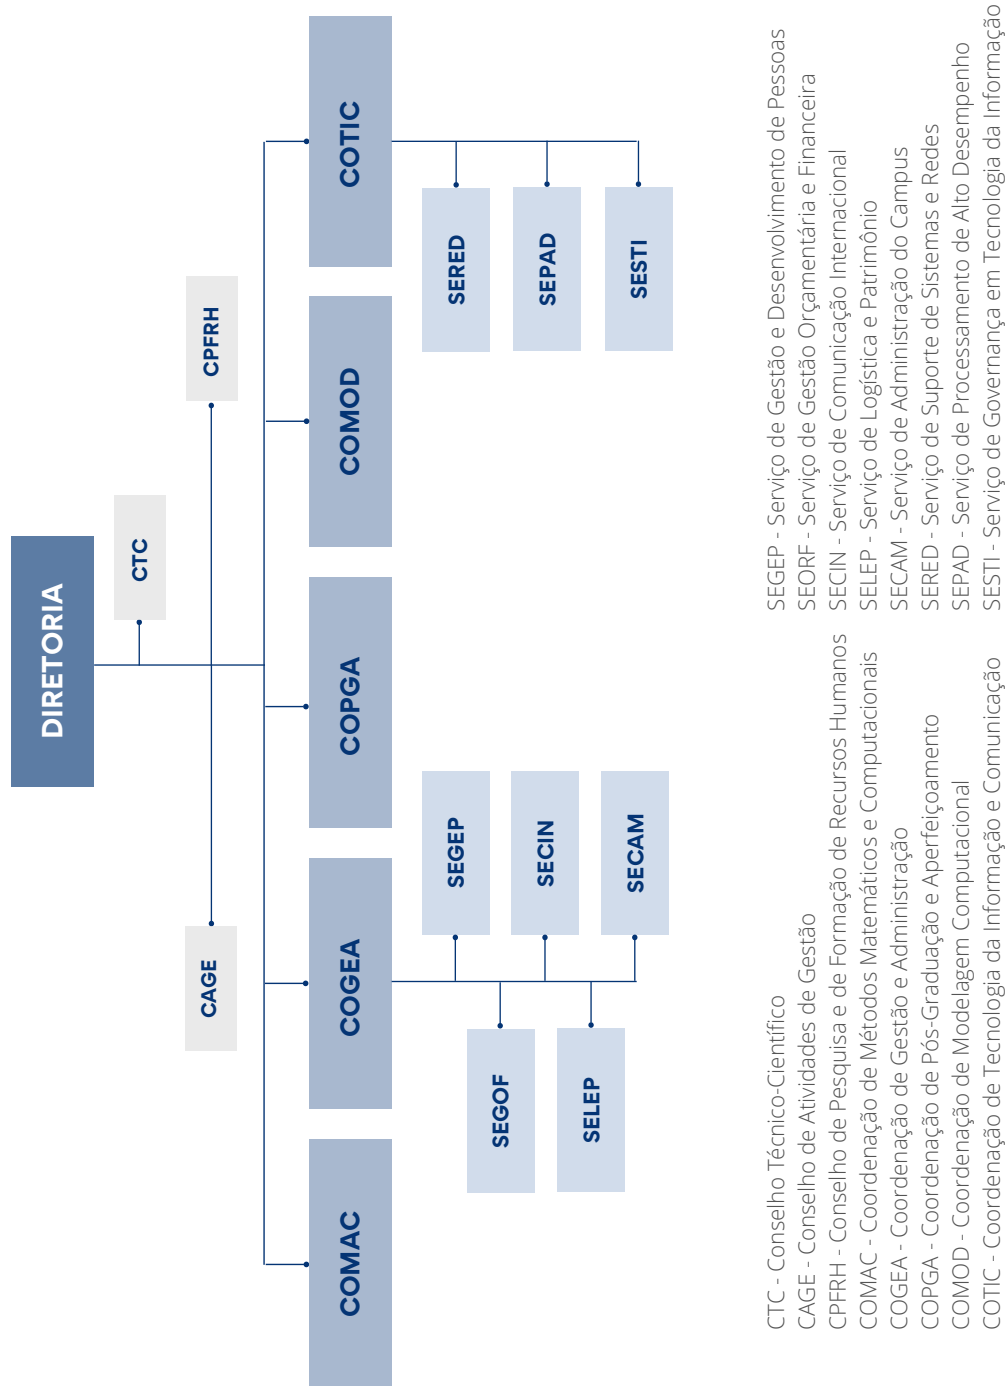 DIRETORIA
CTC
CAGE
CPFRH
COMAC
COGEA
COPGA
COMOD
COTIC
SEGOF
SEGEP
SELEP
SECIN
SECAM
SERED
SEPAD
SESTI
CTC - Conselho Técnico-Científico
CAGE - Conselho de Atividades de Gestão
CPFRH - Conselho de Pesquisa e de Formação de Recursos Humanos
COMAC - Coordenação de Métodos Matemáticos e Computacionais
COGEA - Coordenação de Gestão e Administração
COPGA - Coordenação de Pós-Graduação e Aperfeiçoamento
COMOD - Coordenação de Modelagem Computacional
COTIC - Coordenação de Tecnologia da Informação e Comunicação
SEGEP - Serviço de Gestão e Desenvolvimento de Pessoas
SEORF - Serviço de Gestão Orçamentária e Financeira
SECIN - Serviço de Comunicação Internacional
SELEP - Serviço de Logística e Patrimônio
SECAM - Serviço de Administração do Campus
SERED - Serviço de Suporte de Sistemas e Redes
SEPAD - Serviço de Processamento de Alto Desempenho
SESTI - Serviço de Governança em Tecnologia da Informação